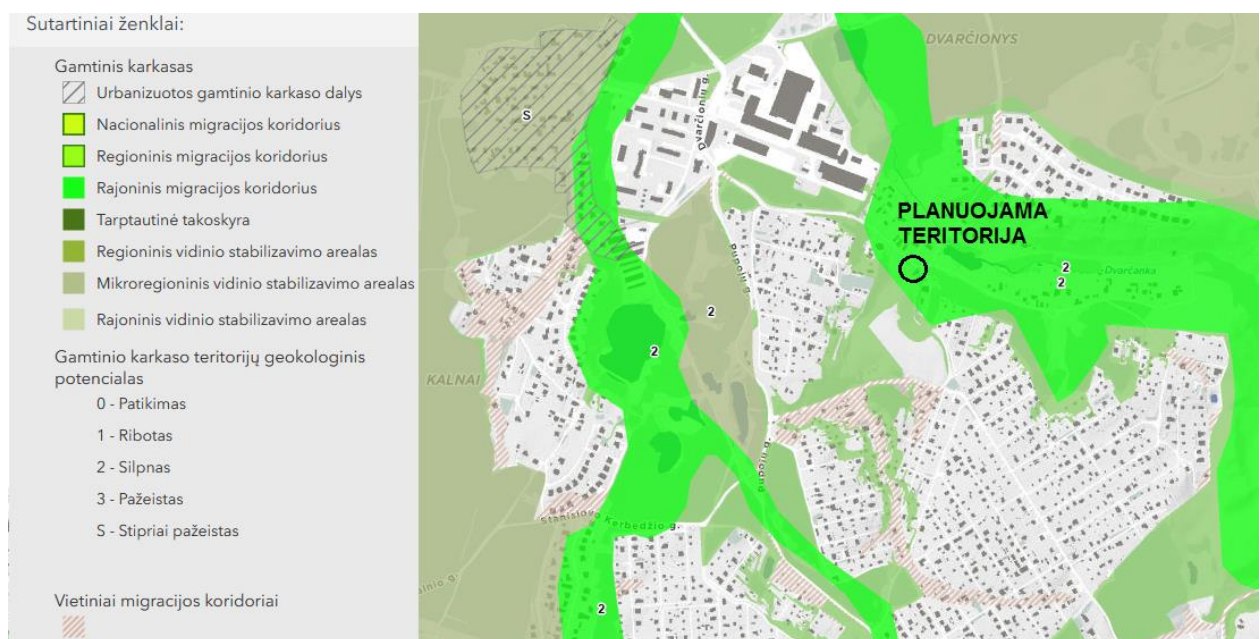 Sutartiniai ženklai:
Gamtinis karkasas
Urbanizuotos gamtinio karkaso dalys
Nacionalinis migracijos koridorius
Regioninis migracijos koridorius
Rajoninis migracijos koridorius
Tarptautinė takoskyra
Regioninis vidinio stabilizavimo arealas
Mikroregioninis vidinio stabilizavimo arealas
Rajoninis vidinio stabilizavimo arealas
Gamtinio karkaso teritorijų geokologinis
potencialas
0 - Patikimas
1 - Ribotas
2 - Silpnas
3 - Pažeistas
S - Stipriai pažeistas
Vietiniai migracijos koridoriai
DVARČIONYS
Dvarčionių g.
S
PLANUOJAMA
TERITORIJA
Pupojų g.
2
Dvarčanka
2
2
2
KALNAI
Pupojų g.
Stanislovo Kerbedžio g.
alnio g.
2